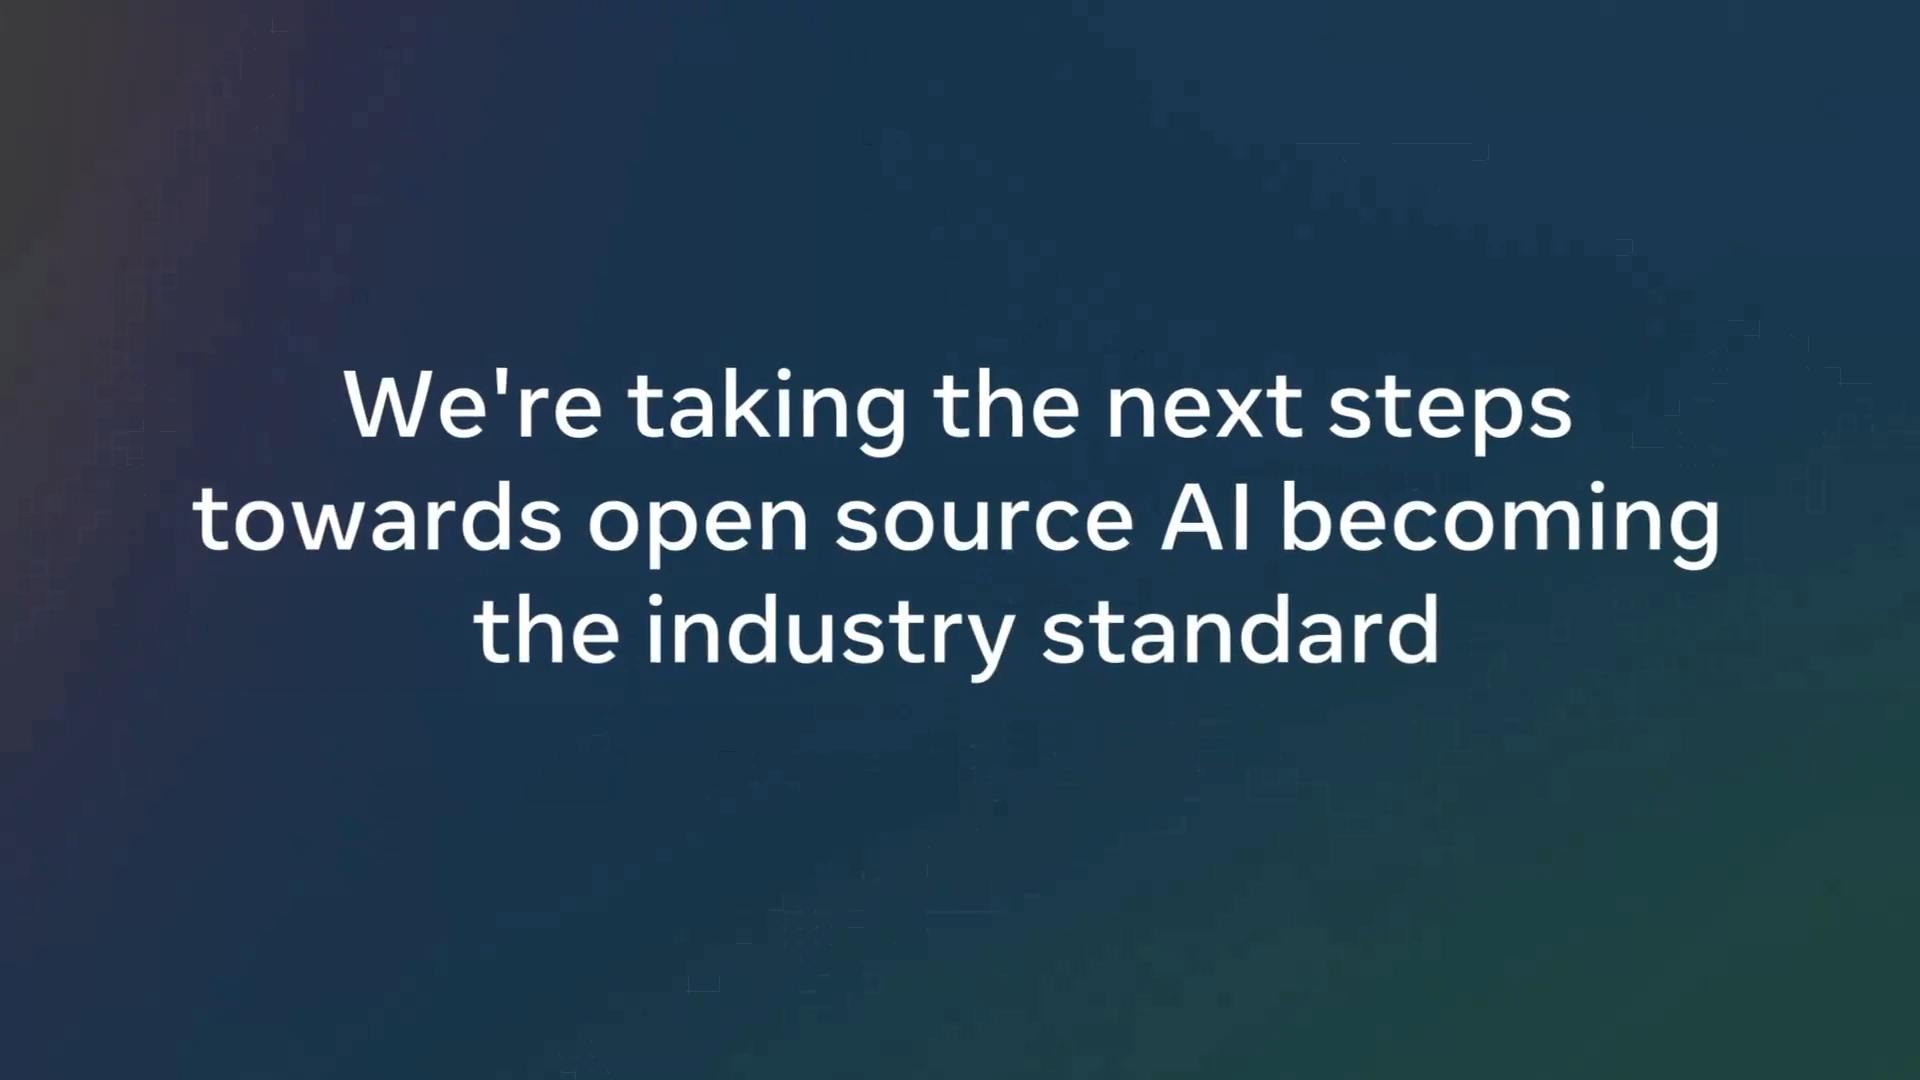 We're taking the next steps
towards open source AI becoming
the industry standard